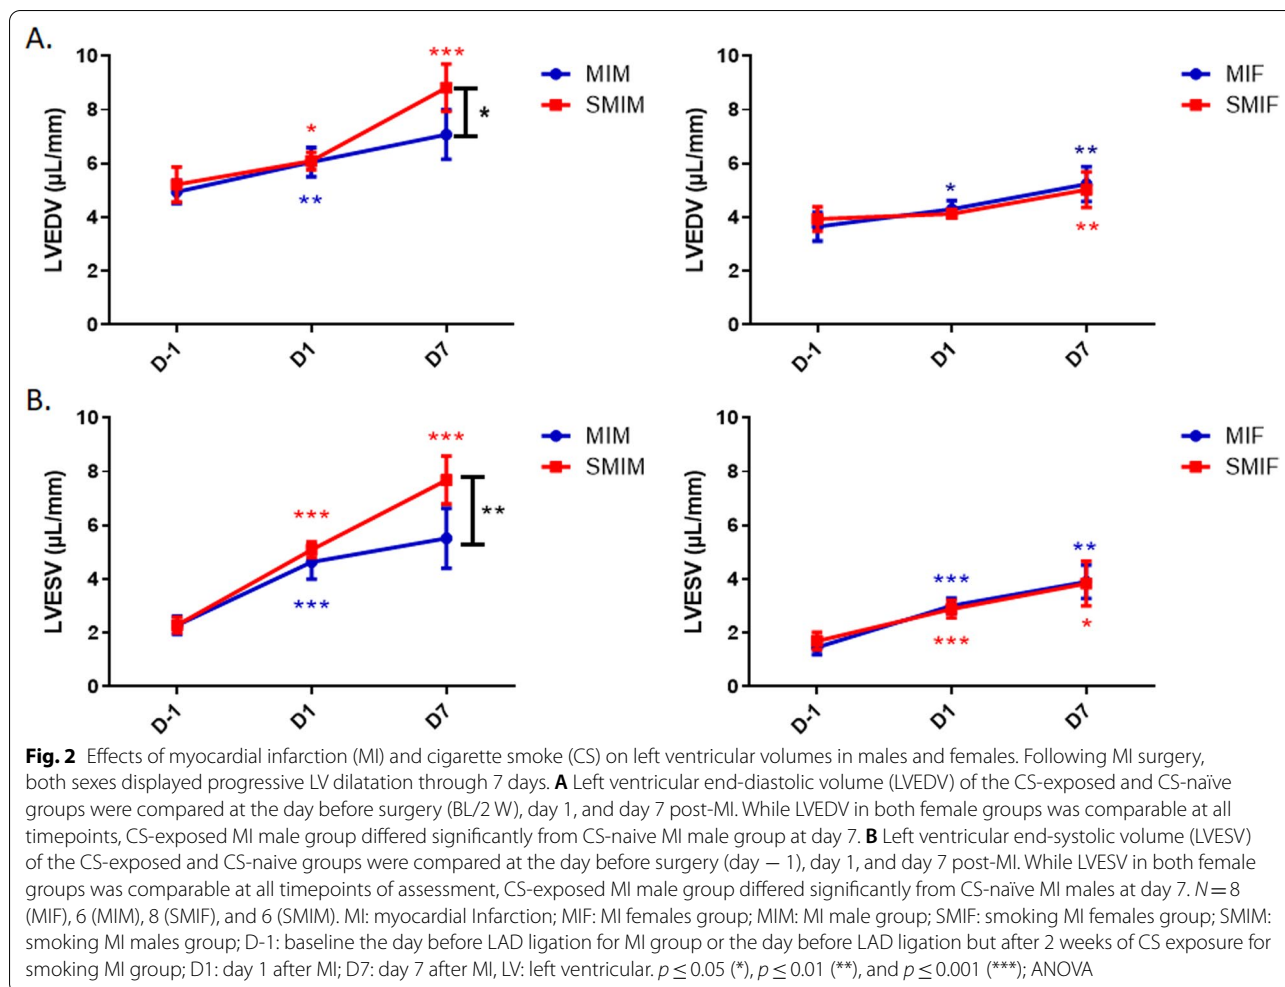 A.
10
8
6
4
2
0
LVEDV (µL/mm)
***
*
**
*
MIM
SMIM
D-1
D1
D7
10
8
6
4
2
0
LVEDV (µL/mm)
**
*
**
MIF
SMIF
D-1
D1
D7
B.
10
8
6
4
2
0
LVESV (µL/mm)
***
***
**
***
MIM
SMIM
D-1
D1
D7
10
8
6
4
2
0
LVESV (µL/mm)
**
***
*
***
MIF
SMIF
D-1
D1
D7
Fig. 2 Effects of myocardial infarction (MI) and cigarette smoke (CS) on left ventricular volumes in males and females. Following MI surgery,
both sexes displayed progressive LV dilatation through 7 days. A Left ventricular end-diastolic volume (LVEDV) of the CS-exposed and CS-naïve
groups were compared at the day before surgery (BL/2 W), day 1, and day 7 post-MI. While LVEDV in both female groups was comparable at all
timepoints, CS-exposed MI male group differed significantly from CS-naive MI male group at day 7. B Left ventricular end-systolic volume (LVESV)
of the CS-exposed and CS-naive groups were compared at the day before surgery (day − 1), day 1, and day 7 post-MI. While LVESV in both female
groups was comparable at all timepoints of assessment, CS-exposed MI male group differed significantly from CS-naïve MI males at day 7. N = 8
(MIF), 6 (MIM), 8 (SMIF), and 6 (SMIM). MI: myocardial Infarction; MIF: MI females group; MIM: MI male group; SMIF: smoking MI females group; SMIM:
smoking MI males group; D-1: baseline the day before LAD ligation for MI group or the day before LAD ligation but after 2 weeks of CS exposure for
smoking MI group; D1: day 1 after MI; D7: day 7 after MI, LV: left ventricular. p ≤ 0.05 (*), p ≤ 0.01 (**), and p ≤ 0.001 (***); ANOVA